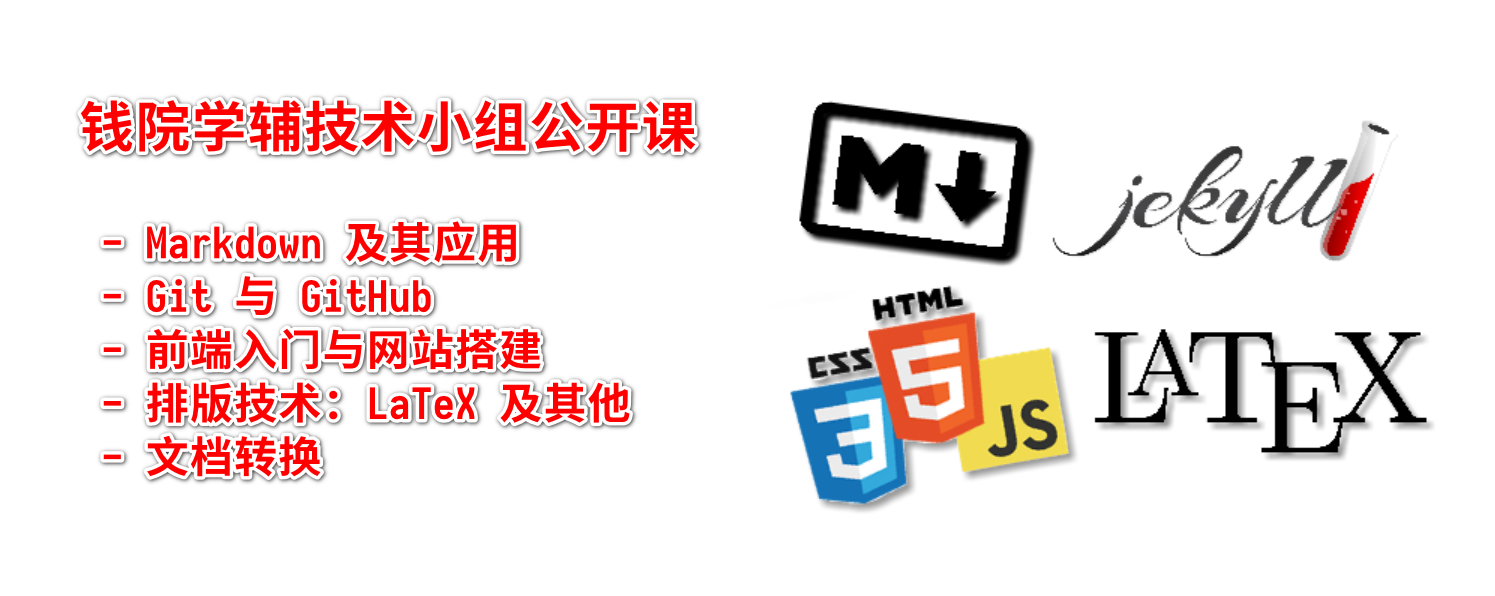 钱院学辅技术小组公开课
- Markdown 及其应用
- Git 与 GitHub
- 前端入门与网站搭建
- 排版技术：LaTeX 及其他
- 文档转换
M
jekyll
HTML
CSS
5
3
JS
LATEX